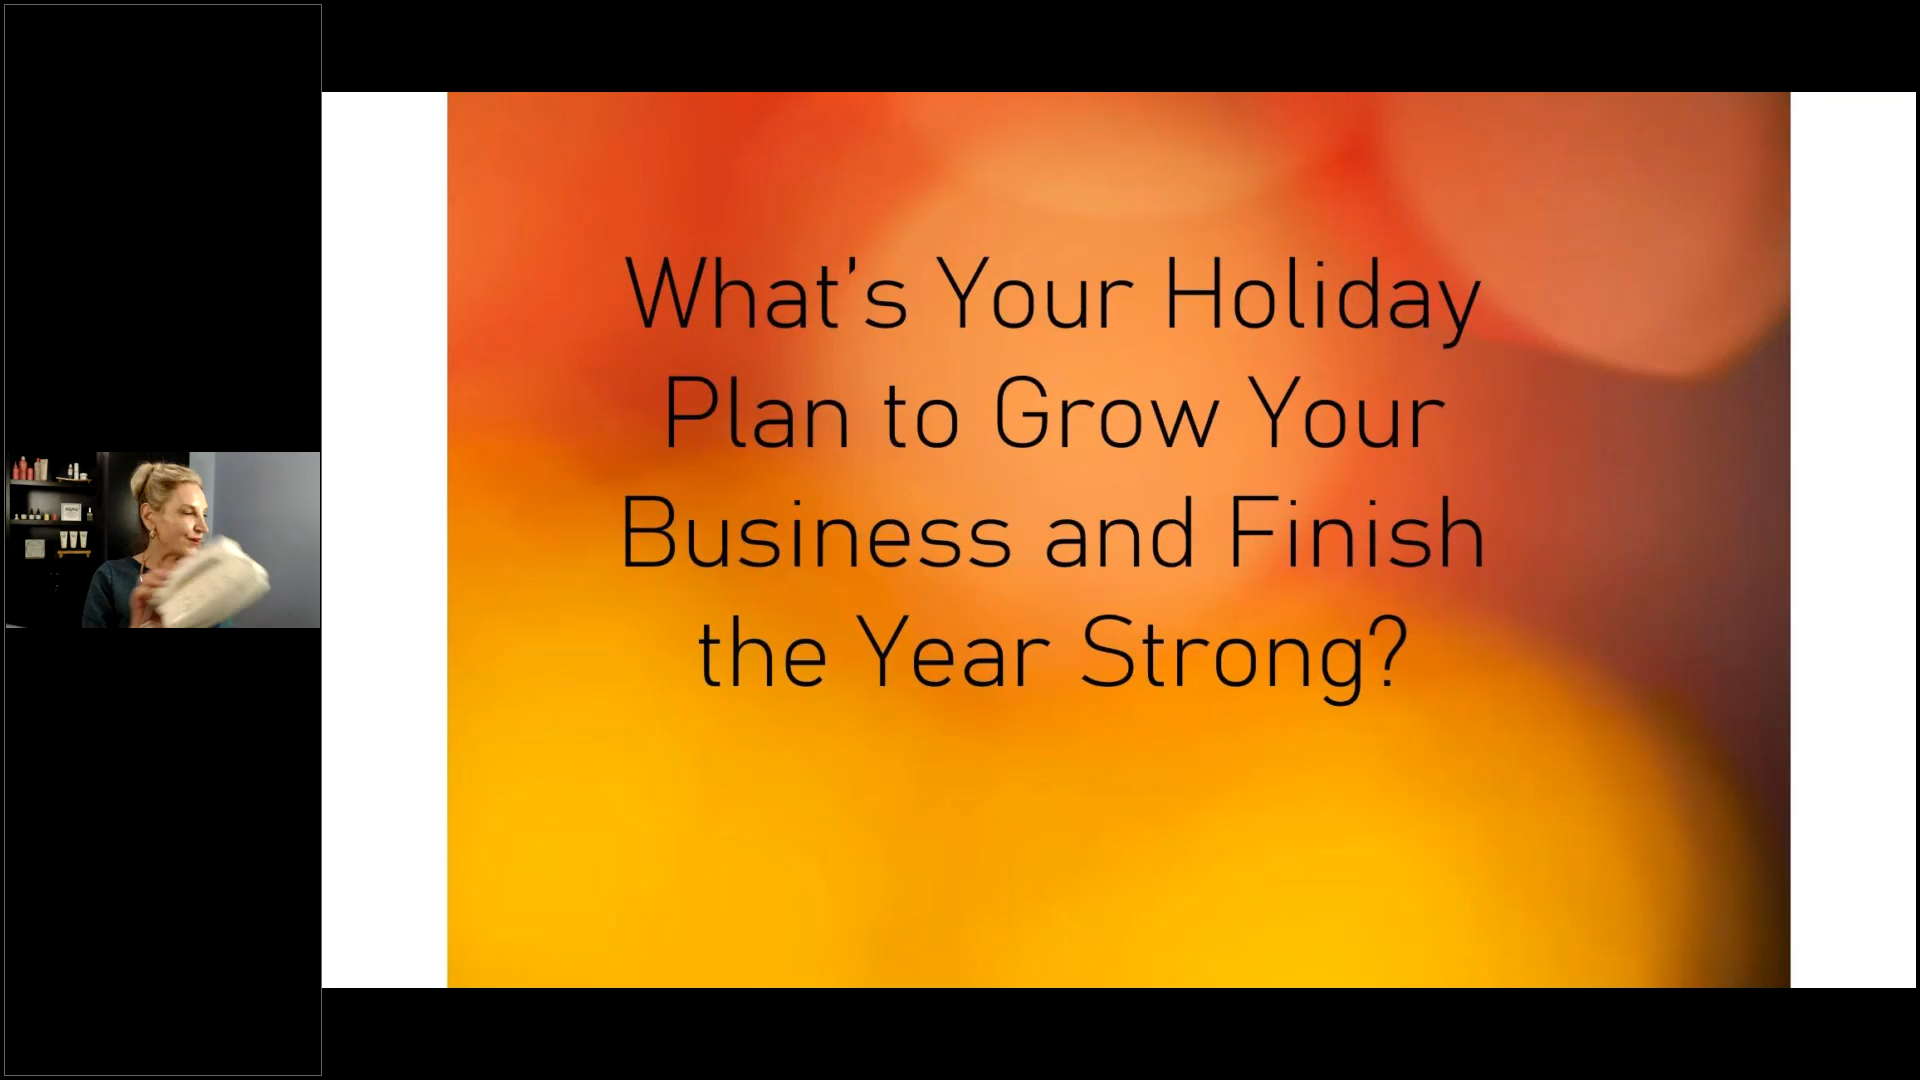 What's Your Holiday
Plan to Grow Your
Business and Finish
the Year Strong?